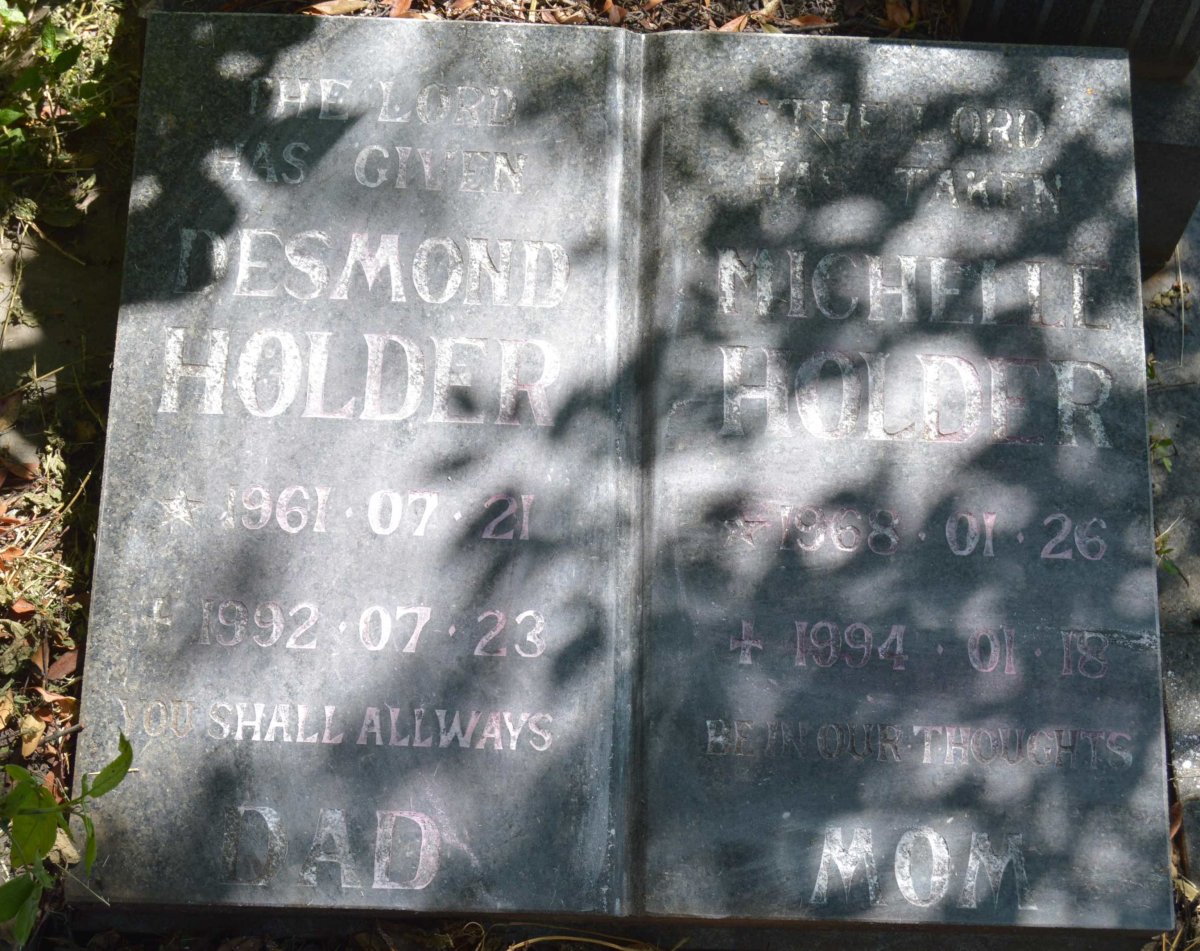 THE LORD
HAS GIVEN
DESMOND
HOLDER
1961 · 07 · 21
1992 · 07 · 23
YOU SHALL ALLWAYS
DAD
THE LORD
HAS TAKEN
MICHELLE
HOLDER
1968 · 01 · 26
1994 · 01 · 18
BE IN OUR THOUGHTS
MOM